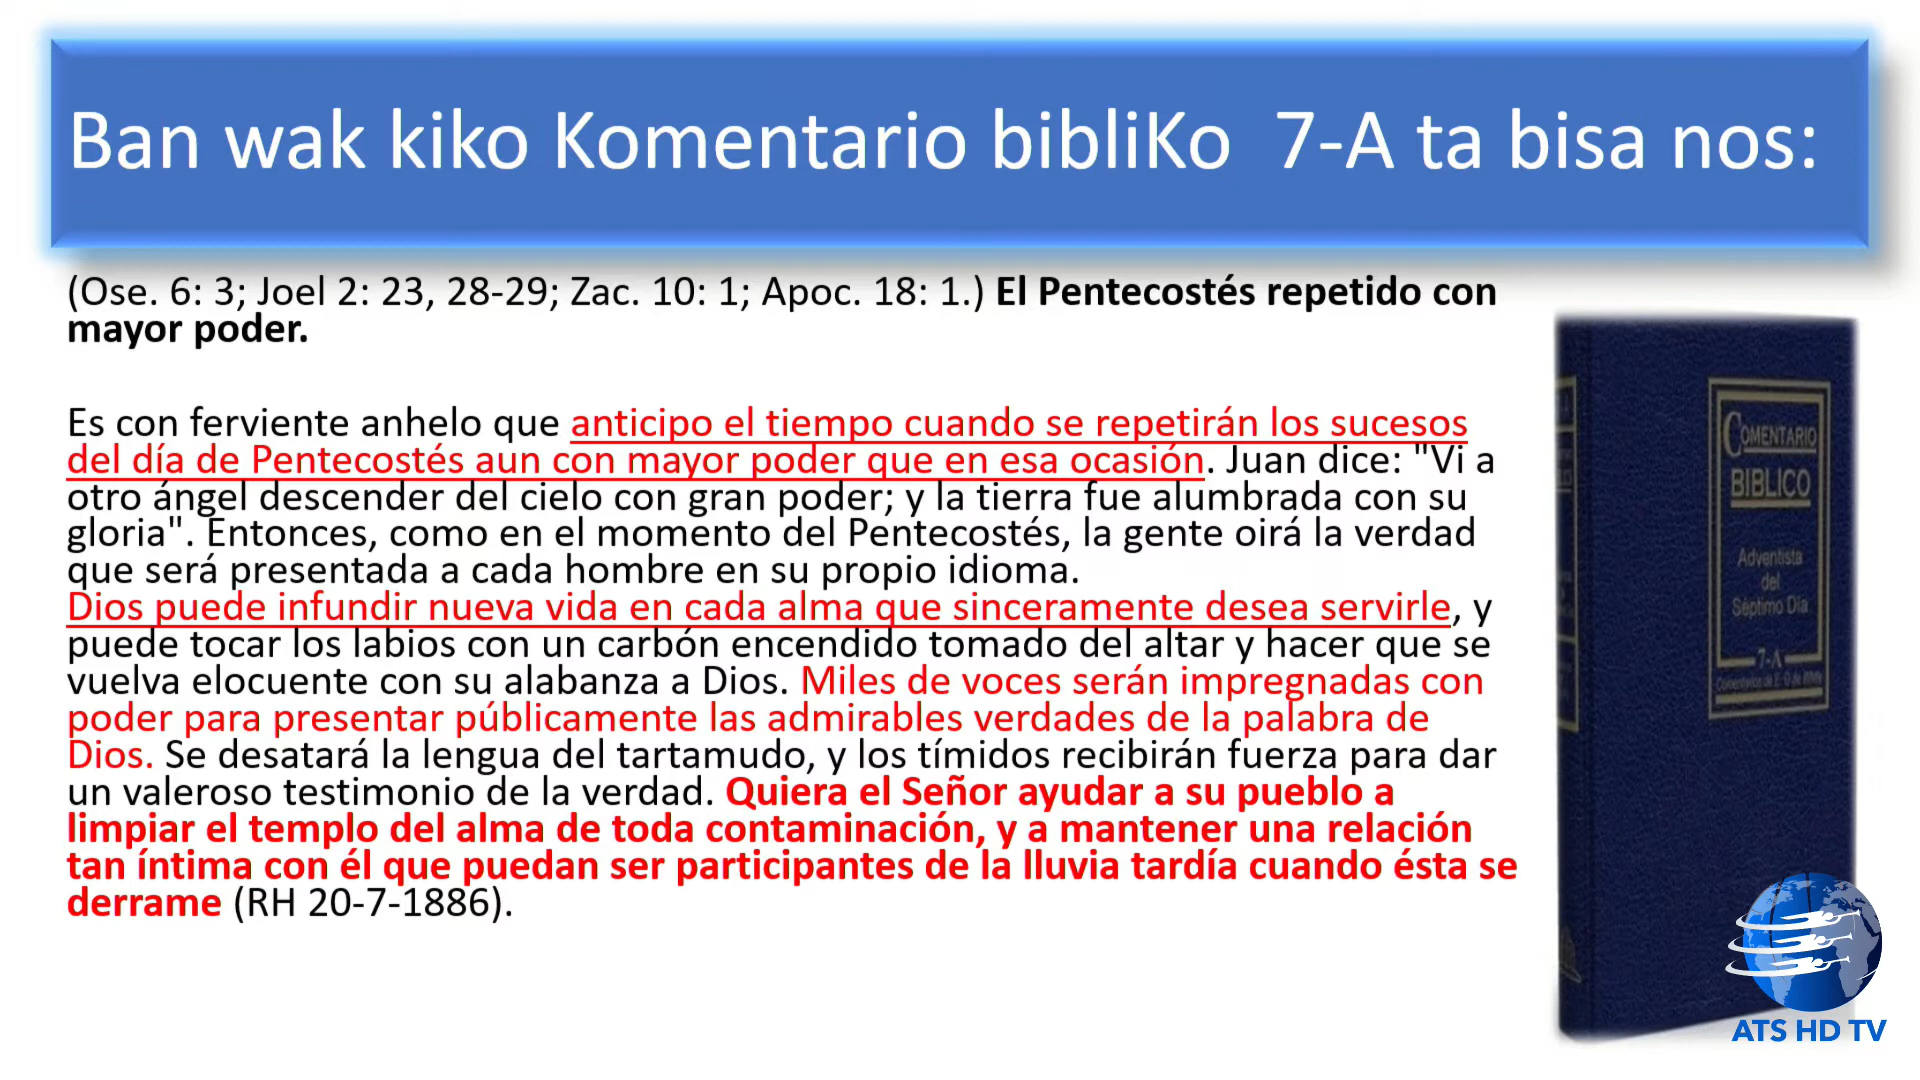 Ban wak kiko Komentario bibliKo 7-A ta bisa nos:
(Ose. 6: 3; Joel 2: 23, 28-29; Zac. 10: 1; Apoc. 18: 1.) El Pentecostés repetido con
mayor poder.
Es con ferviente anhelo que anticipo el tiempo cuando se repetirán los sucesos
del día de Pentecostés aun con mayor poder que en esa ocasión. Juan dice: "Vi a
otro ángel descender del cielo con gran poder; y la tierra fue alumbrada con su
gloria". Entonces, como en el momento del Pentecostés, la gente oirá la verdad
que será presentada a cada hombre en su propio idioma.
Dios puede infundir nueva vida en cada alma que sinceramente desea servirle, y
puede tocar los labios con un carbón encendido tomado del altar y hacer que se
vuelva elocuente con su alabanza a Dios. Miles de voces serán impregnadas con
poder para presentar públicamente las admirables verdades de la palabra de
Dios. Se desatará la lengua del tartamudo, y los tímidos recibirán fuerza para dar
un valeroso testimonio de la verdad. Quiera el Señor ayudar a su pueblo a
limpiar el templo del alma de toda contaminación, y a mantener una relación
tan íntima con él que puedan ser participantes de la lluvia tardía cuando ésta se
derrame (RH 20-7-1886).
COMENTARIO
BIBLICO
Adventista
del
Séptimo Día
7-A
Comentarios de E. G. de White
ATS HD TV